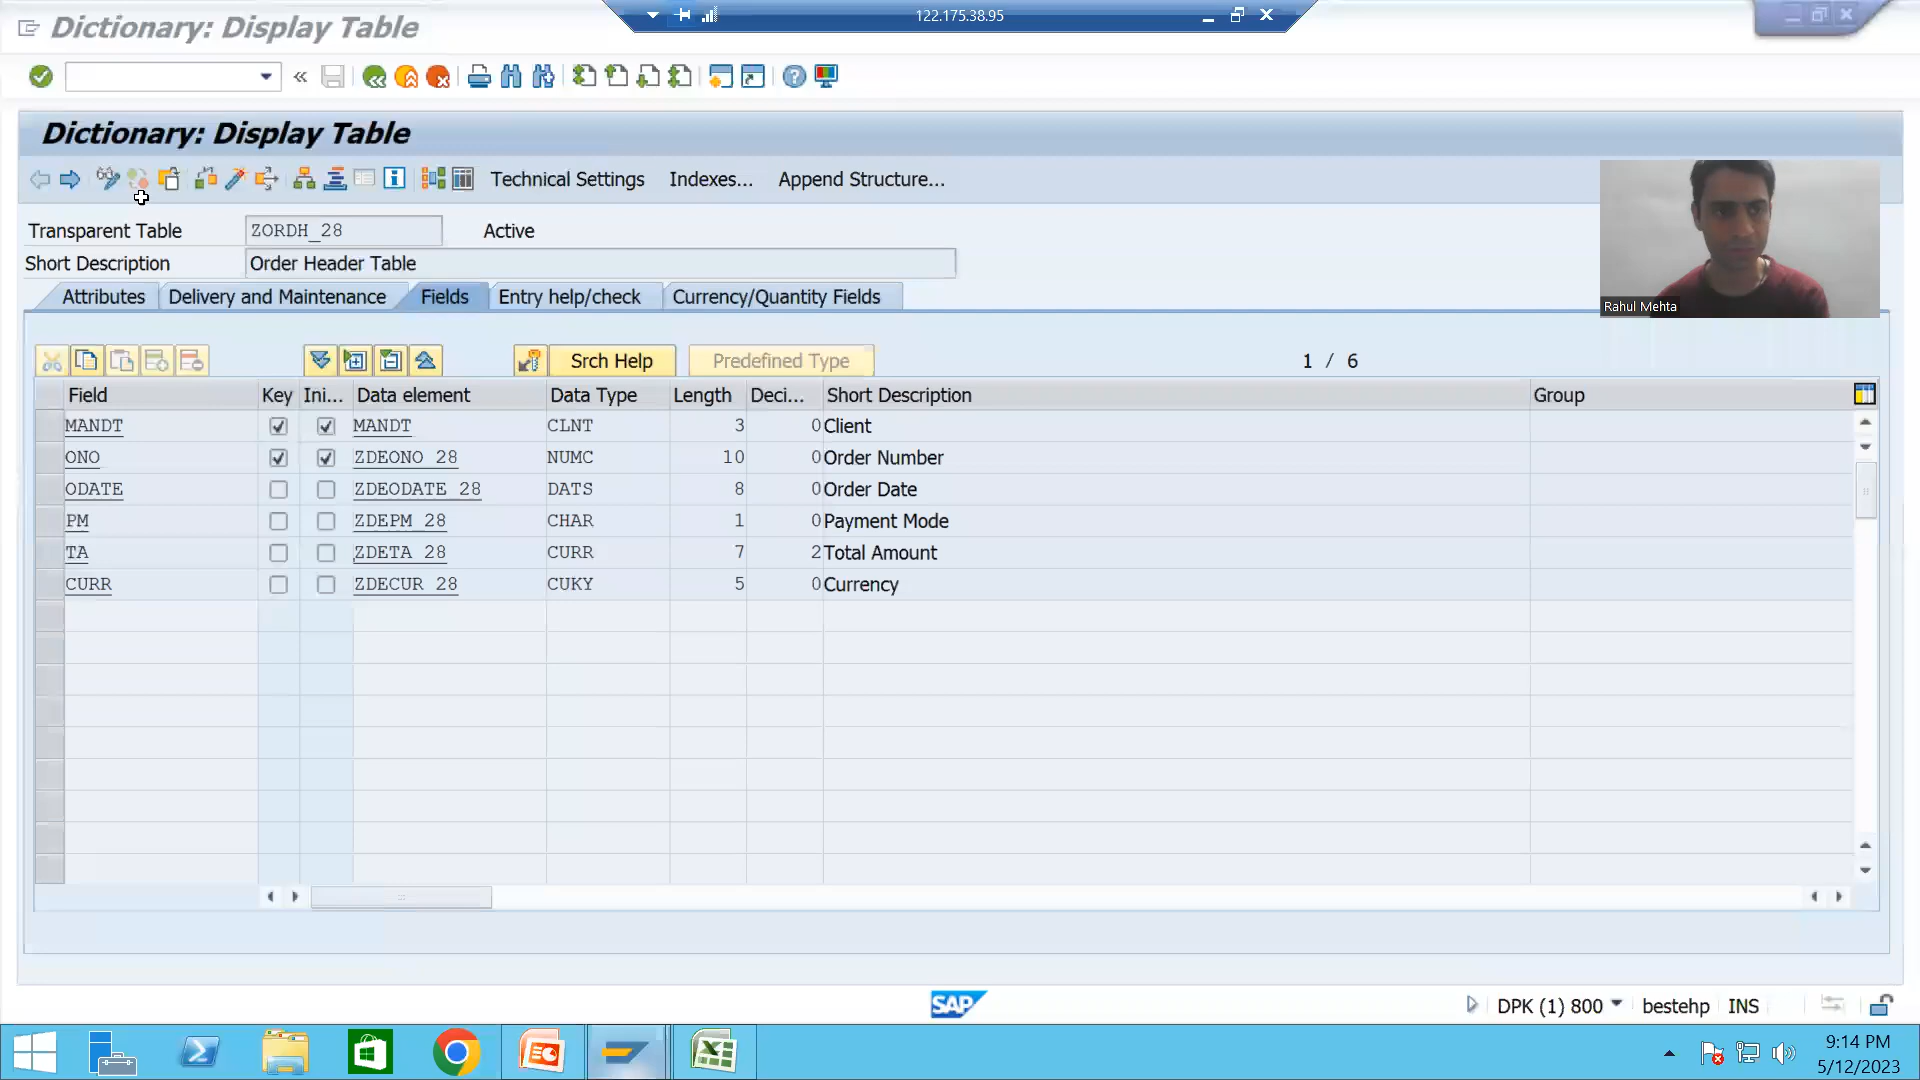 Dictionary: Display Table
122.175.38.95
Dictionary: Display Table
Technical Settings Indexes... Append Structure...
Transparent Table ZORDH_28 Active
Short Description Order Header Table
Attributes Delivery and Maintenance Fields Entry help/check Currency/Quantity Fields
Rahul Mehta
Srch Help Predefined Type 1 / 6
Field Key Ini... Data element Data Type Length Deci... Short Description Group
MANDT MANDT CLNT 3 0 Client
ONO ZDEONO_28 NUMC 10 0 Order Number
ODATE ZDEODATE_28 DATS 8 0 Order Date
PM ZDEPM_28 CHAR 1 0 Payment Mode
TA ZDETA_28 CURR 7 2 Total Amount
CURR ZDECUR_28 CUKY 5 0 Currency
SAP DPK (1) 800 bestehp INS
9:14 PM
5/12/2023